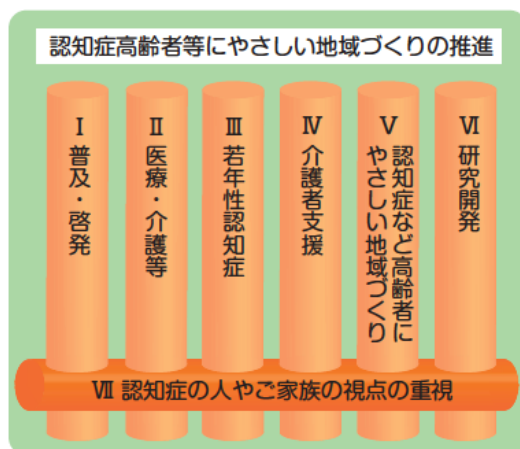 認知症高齢者等にやさしい地域づくりの推進
Ⅰ 普及・啓発
Ⅱ 医療・介護等
Ⅲ 若年性認知症
Ⅳ 介護者支援
Ⅴ 認知症など高齢者に
やさしい地域づくり
Ⅵ 研究開発
Ⅶ 認知症の人やご家族の視点の重視